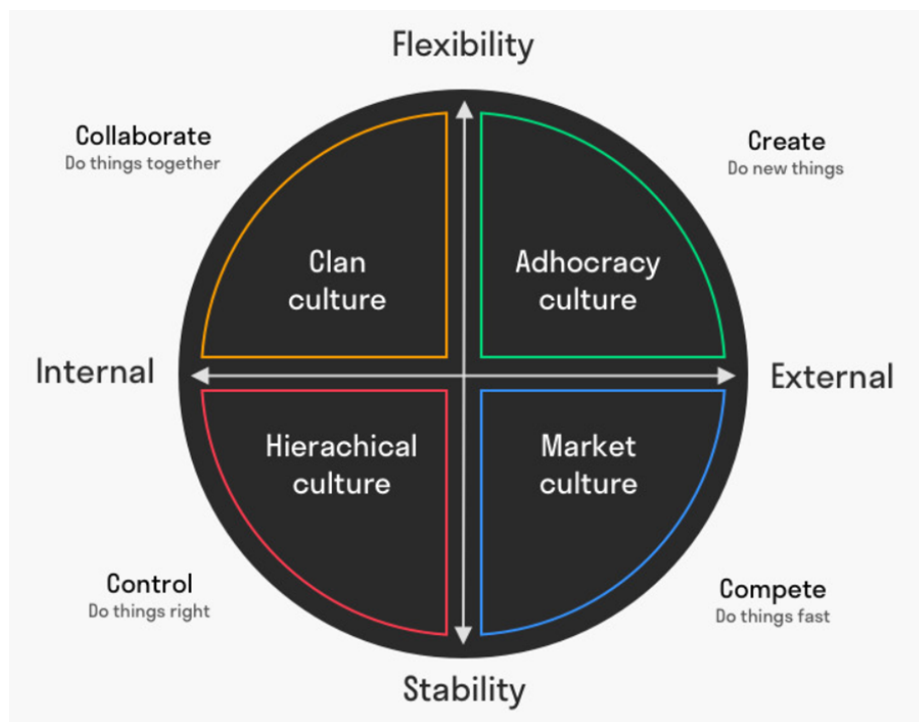 Flexibility
Collaborate
Do things together
Create
Do new things
Clan
culture
Adhocracy
culture
Internal
External
Hierachical
culture
Market
culture
Control
Do things right
Compete
Do things fast
Stability